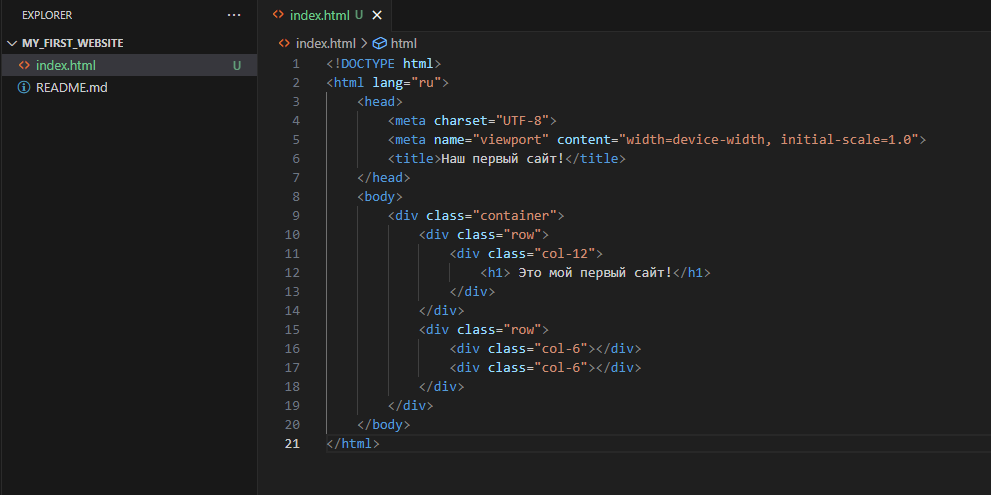 EXPLORER ···
index.html U
MY_FIRST_WEBSITE
index.html U
README.md
index.html > html
1 <!DOCTYPE html>
2 <html lang="ru">
3 <head>
4 <meta charset="UTF-8">
5 <meta name="viewport" content="width=device-width, initial-scale=1.0">
6 <title>Наш первый сайт!</title>
7 </head>
8 <body>
9 <div class="container">
10 <div class="row">
11 <div class="col-12">
12 <h1> Это мой первый сайт!</h1>
13 </div>
14 </div>
15 <div class="row">
16 <div class="col-6"></div>
17 <div class="col-6"></div>
18 </div>
19 </div>
20 </body>
21 </html>